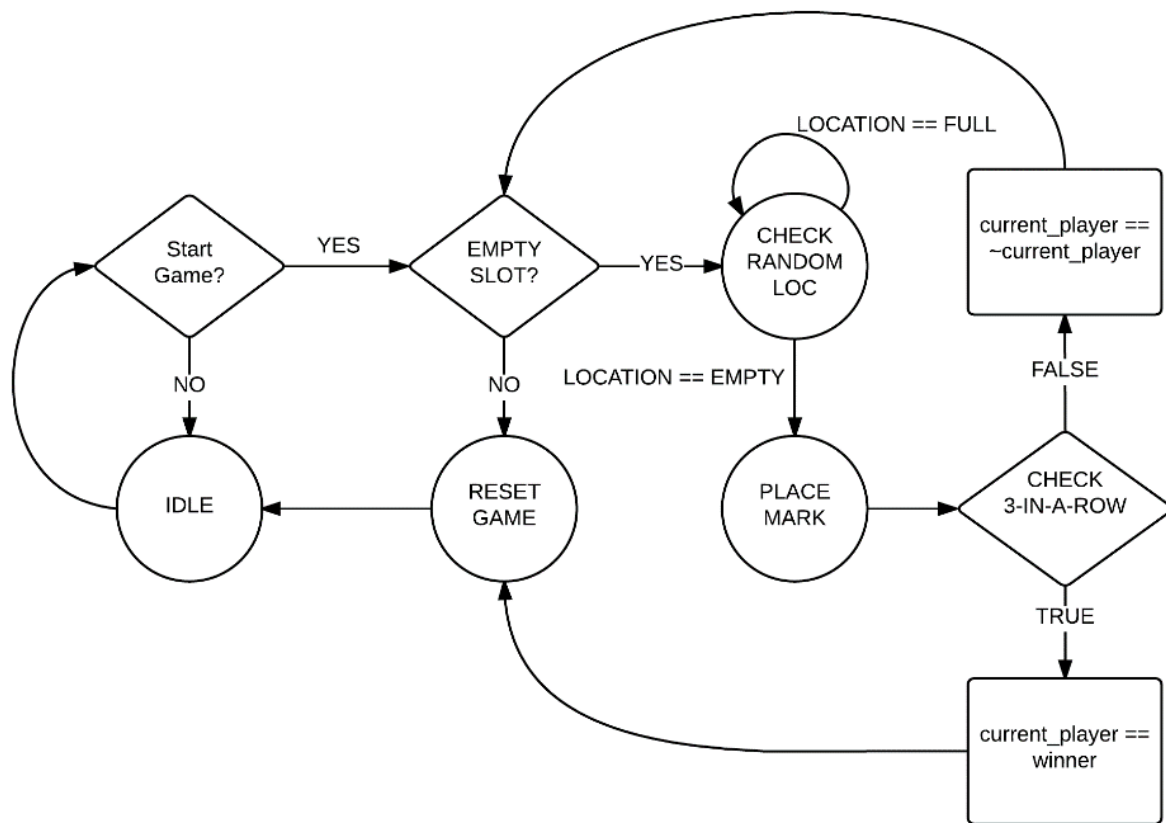 LOCATION == FULL
Start
Game?
YES
EMPTY
SLOT?
YES
CHECK
RANDOM
LOC
current_player ==
~current_player
NO
NO
LOCATION == EMPTY
FALSE
IDLE
RESET
GAME
PLACE
MARK
CHECK
3-IN-A-ROW
TRUE
current_player ==
winner